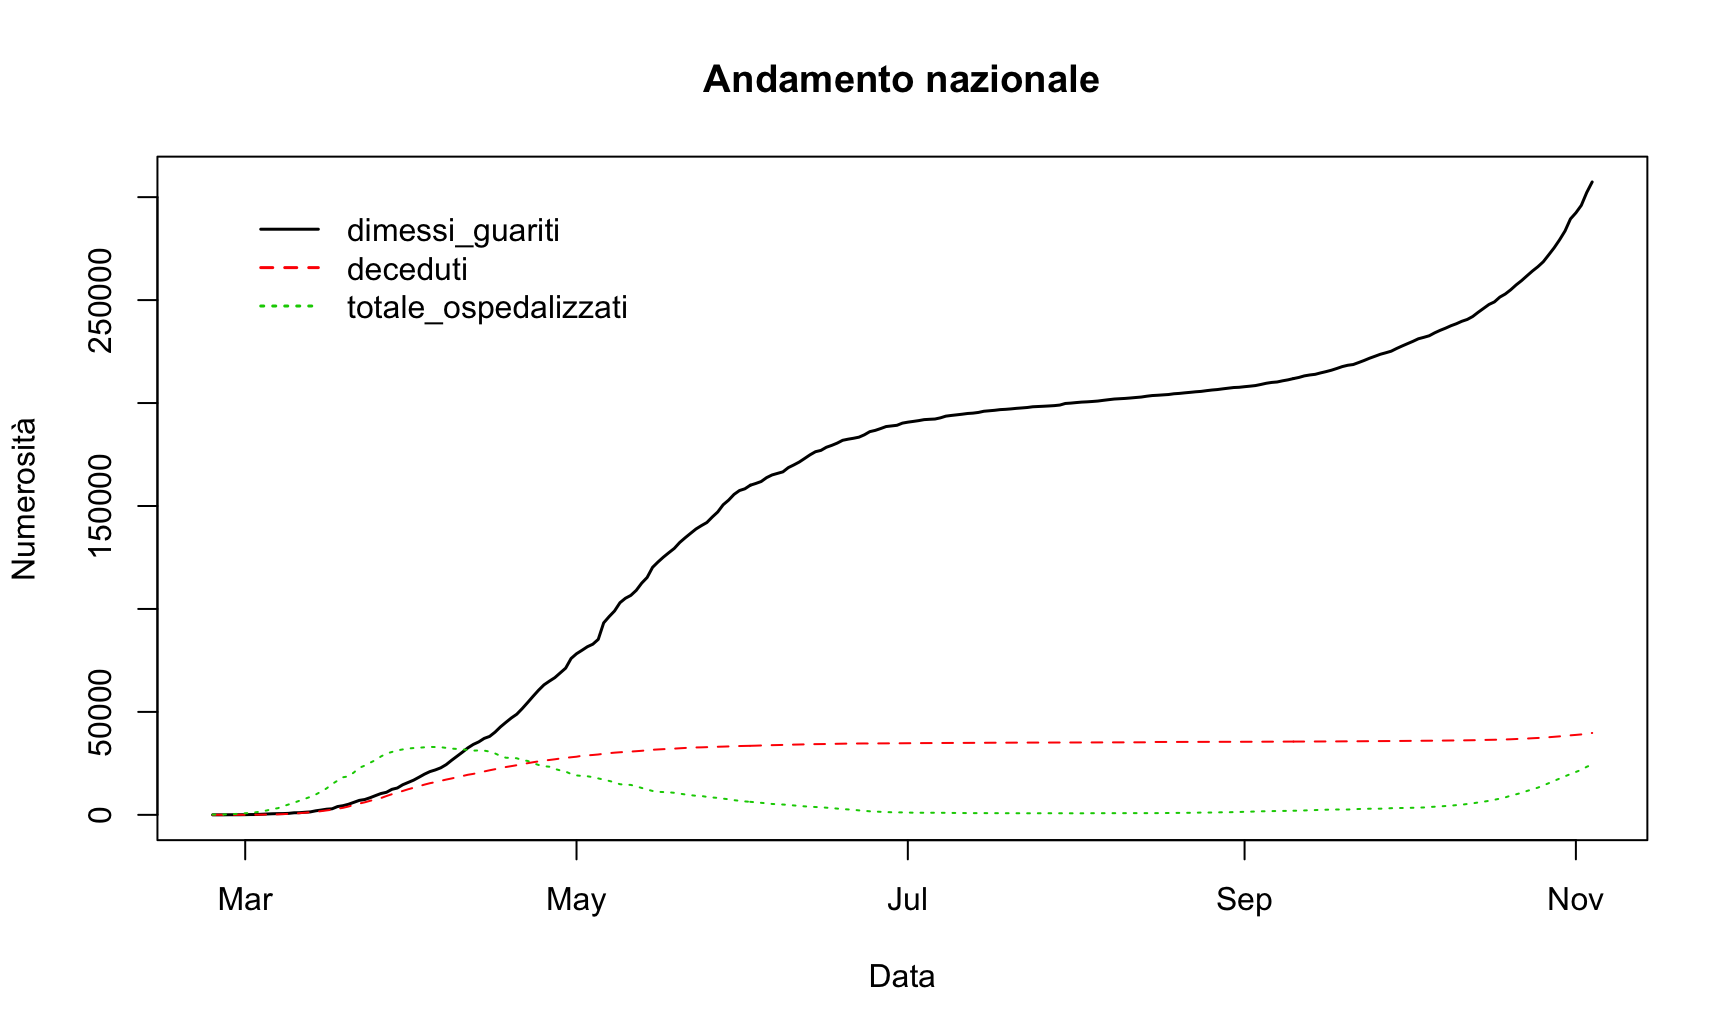 Andamento nazionale
dimessi_guariti
deceduti
totale_ospedalizzati
Numerosità
250000
150000
50000
0
Mar May Jul Sep Nov
Data